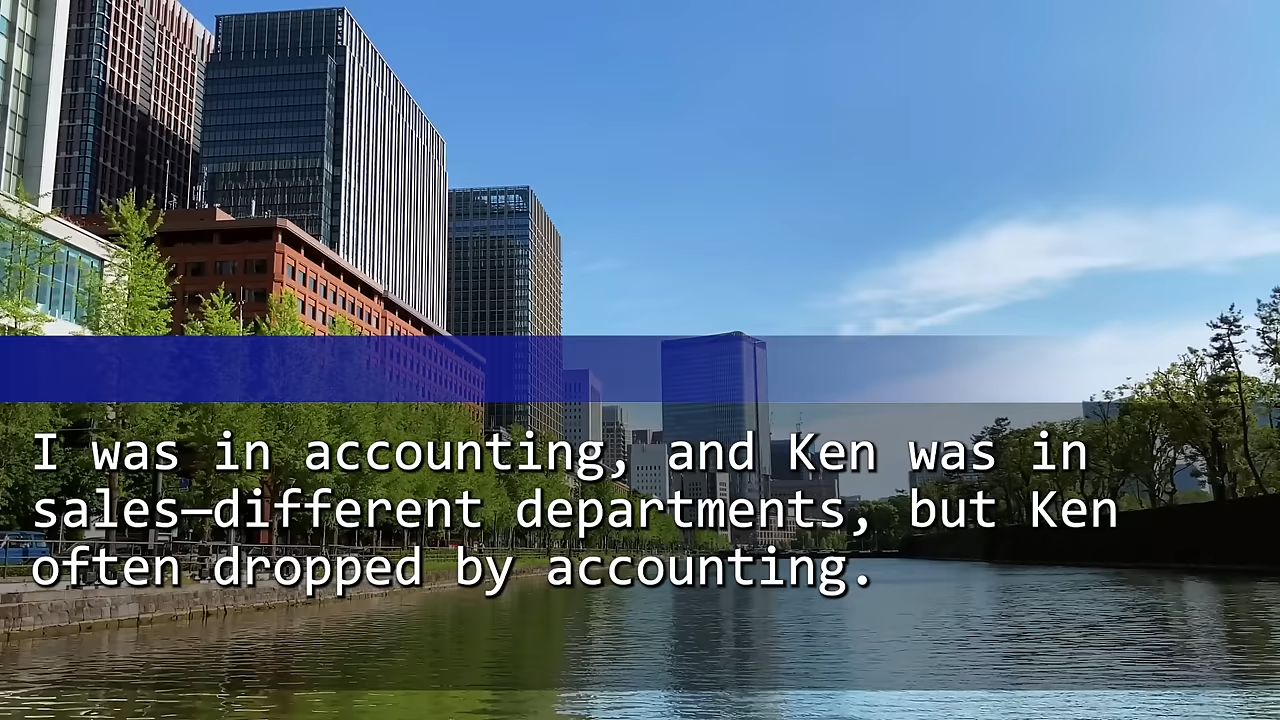 I was in accounting, and Ken was in
sales—different departments, but Ken
often dropped by accounting.